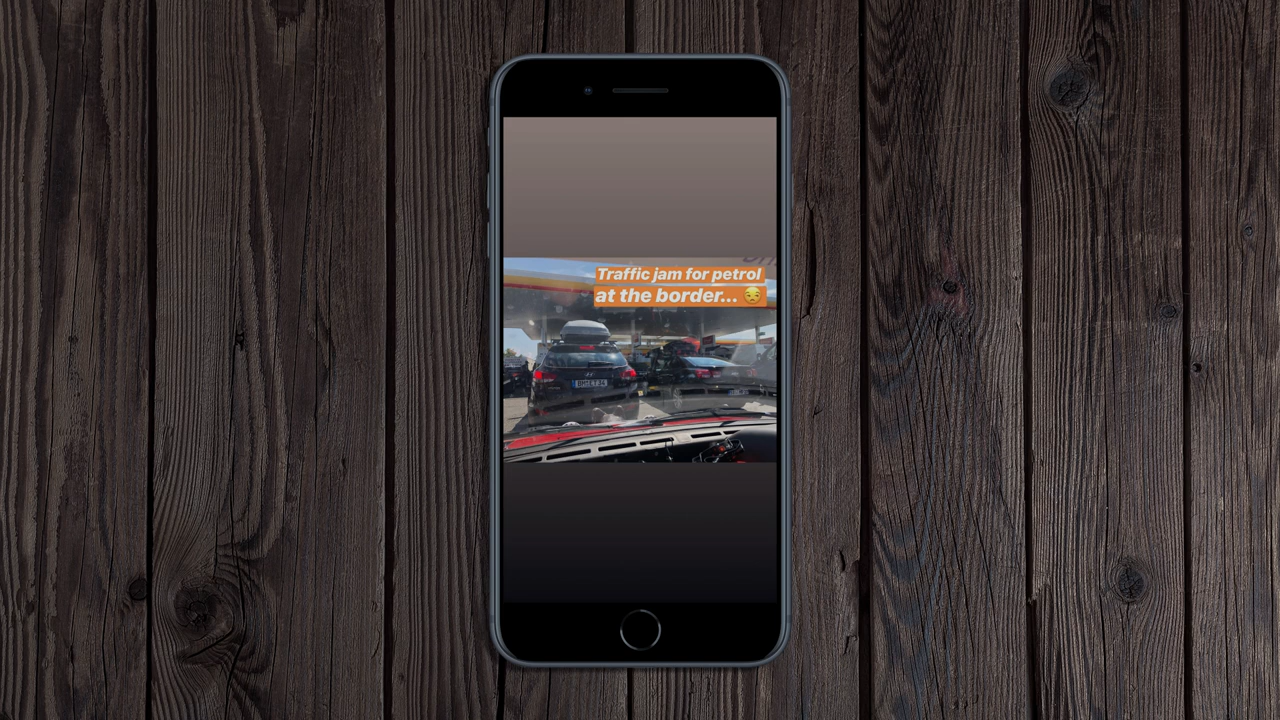 Traffic jam for petrol
at the border... 😒